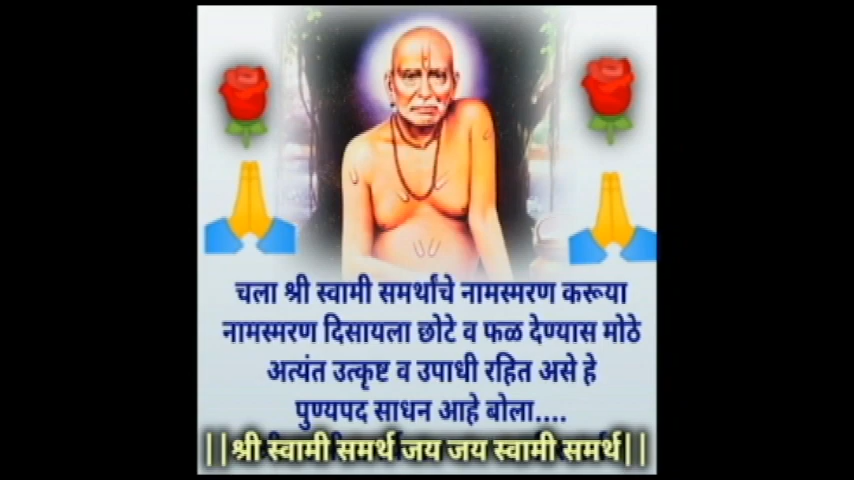 चला श्री स्वामी समर्थांचे नामस्मरण करूया
नामस्मरण दिसायला छोटे व फळ देण्यास मोठे
अत्यंत उत्कृष्ट व उपाधी रहित असे हे
पुण्यपद साधन आहे बोला....
||श्री स्वामी समर्थ जय जय स्वामी समर्थ||